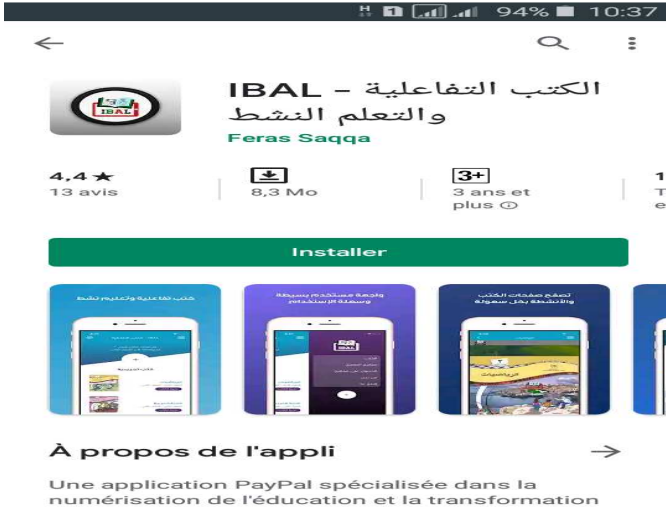 94% 10:37
IBAL - الكتب التفاعلية
والتعلم النشط
Feras Saqqa
4,4 ★
13 avis
8,3 Mo
3+
3 ans et
plus
Installer
كتب تفاعلية وتعليم نشط
واجهة مستخدم بسيطة
وسهلة الإستخدام
تصفح صفحات الكتب
والأنشطة بكل سهولة
IBAL
الرياضيات
À propos de l'appli
Une application PayPal spécialisée dans la
numérisation de l'éducation et la transformation